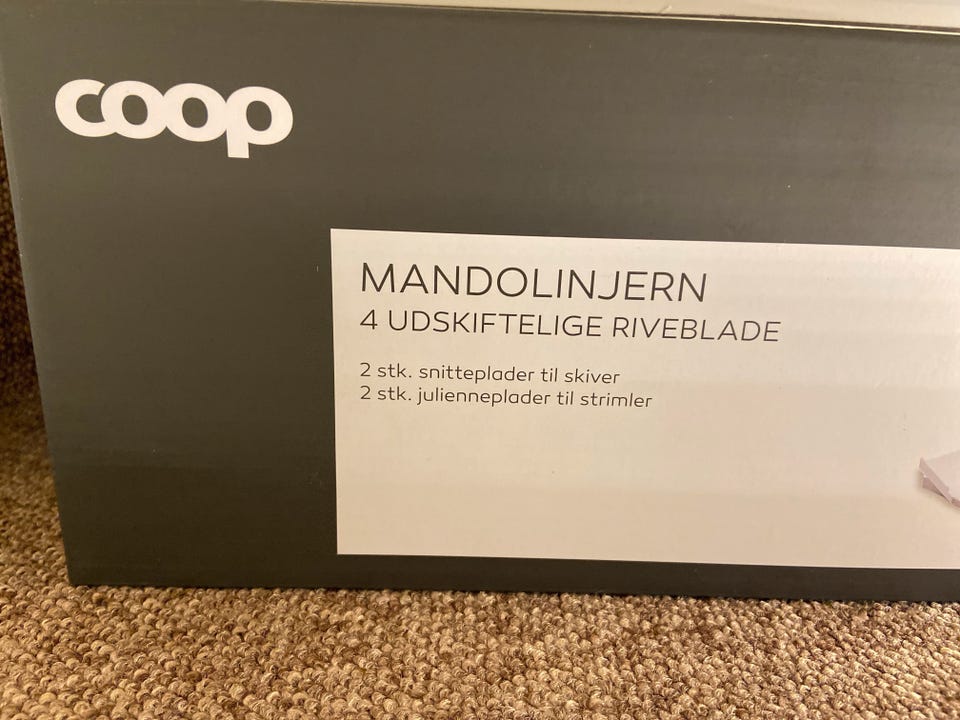 coop
MANDOLINJERN
4 UDSKIFTELIGE RIVEBLADE
2 stk. snitteplader til skiver
2 stk. julienneplader til strimler